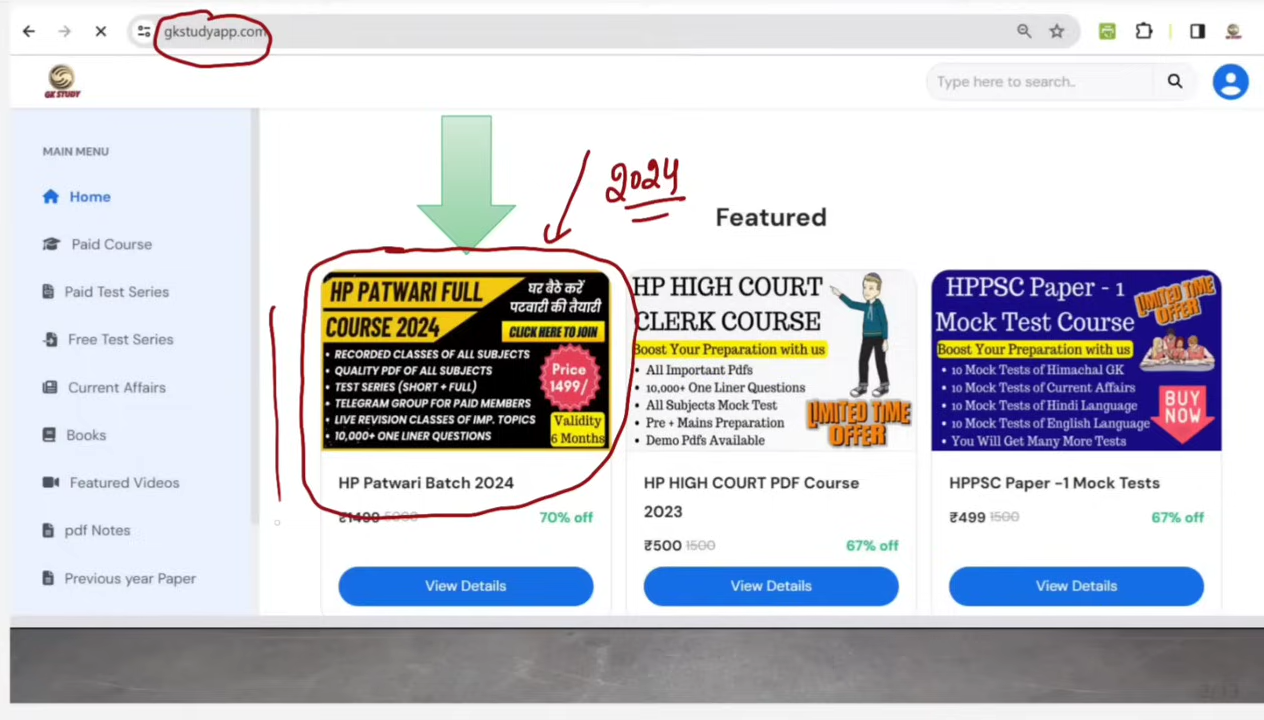 gkstudyapp.com
GK STUDY
Type here to search..
MAIN MENU
Home
Paid Course
Paid Test Series
Free Test Series
Current Affairs
Books
Featured Videos
pdf Notes
Previous year Paper
2024
Featured
HP PATWARI FULL
COURSE 2024
घर बैठे करें
पटवारी की तैयारी
CLICK HERE TO JOIN
• RECORDED CLASSES OF ALL SUBJECTS
• QUALITY PDF OF ALL SUBJECTS
• TEST SERIES (SHORT + FULL)
• TELEGRAM GROUP FOR PAID MEMBERS
• LIVE REVISION CLASSES OF IMP. TOPICS
• 10,000+ ONE LINER QUESTIONS
Price
1499/
Validity
6 Months
HP Patwari Batch 2024
₹1499 5000
70% off
View Details
HP HIGH COURT
CLERK COURSE
Boost Your Preparation with us
• All Important Pdfs
• 10,000+ One Liner Questions
• All Subjects Mock Test
• Pre + Mains Preparation
• Demo Pdfs Available
LIMITED TIME
OFFER
HP HIGH COURT PDF Course
2023
₹500 1500
67% off
View Details
HPPSC Paper - 1
Mock Test Course
LIMITED TIME
OFFER
Boost Your Preparation with us
• 10 Mock Tests of Himachal GK
• 10 Mock Tests of Current Affairs
• 10 Mock Tests of Hindi Language
• 10 Mock Tests of English Language
• You Will Get Many More Tests
BUY
NOW
HPPSC Paper -1 Mock Tests
₹499 1500
67% off
View Details